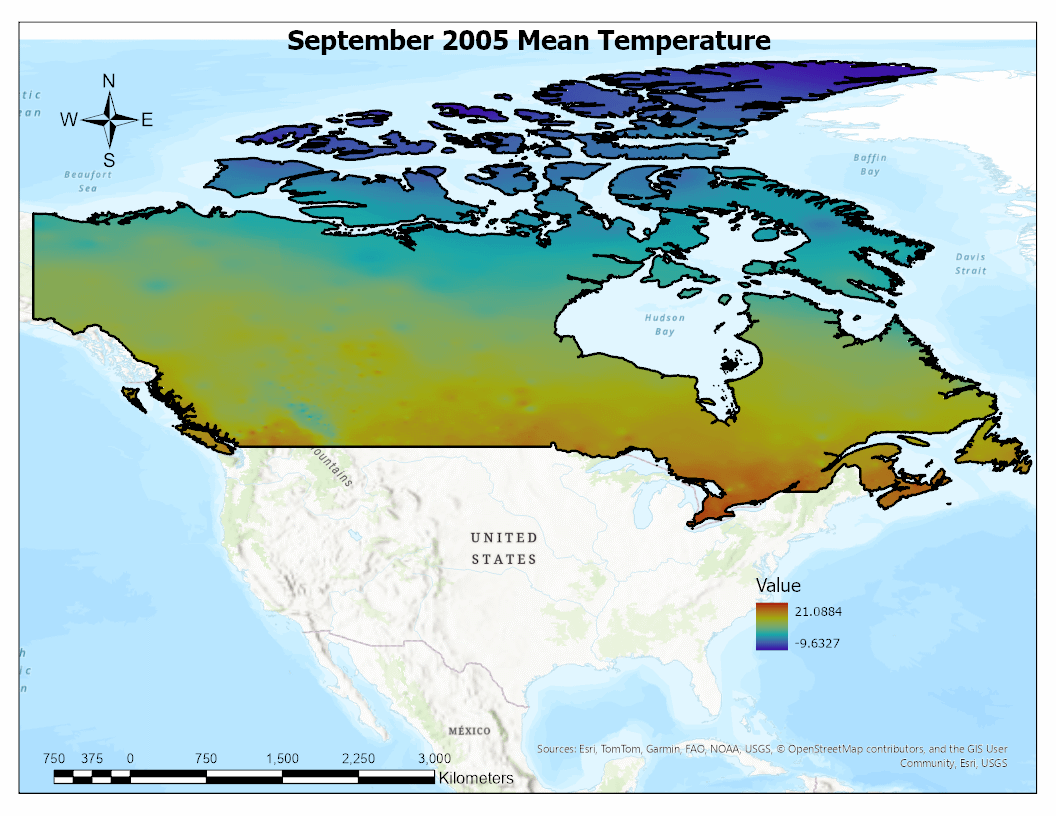 September 2005 Mean Temperature
N
W E
S
tic
ean
Beaufort
Sea
Baffin
Bay
Davis
Strait
Hudson
Bay
ountains
UNITED
STATES
Value
21.0884
-9.6327
h
ic
n
MÉXICO
Sources: Esri, TomTom, Garmin, FAO, NOAA, USGS, © OpenStreetMap contributors, and the GIS User
Community, Esri, USGS
750 375 0 750 1,500 2,250 3,000
Kilometers